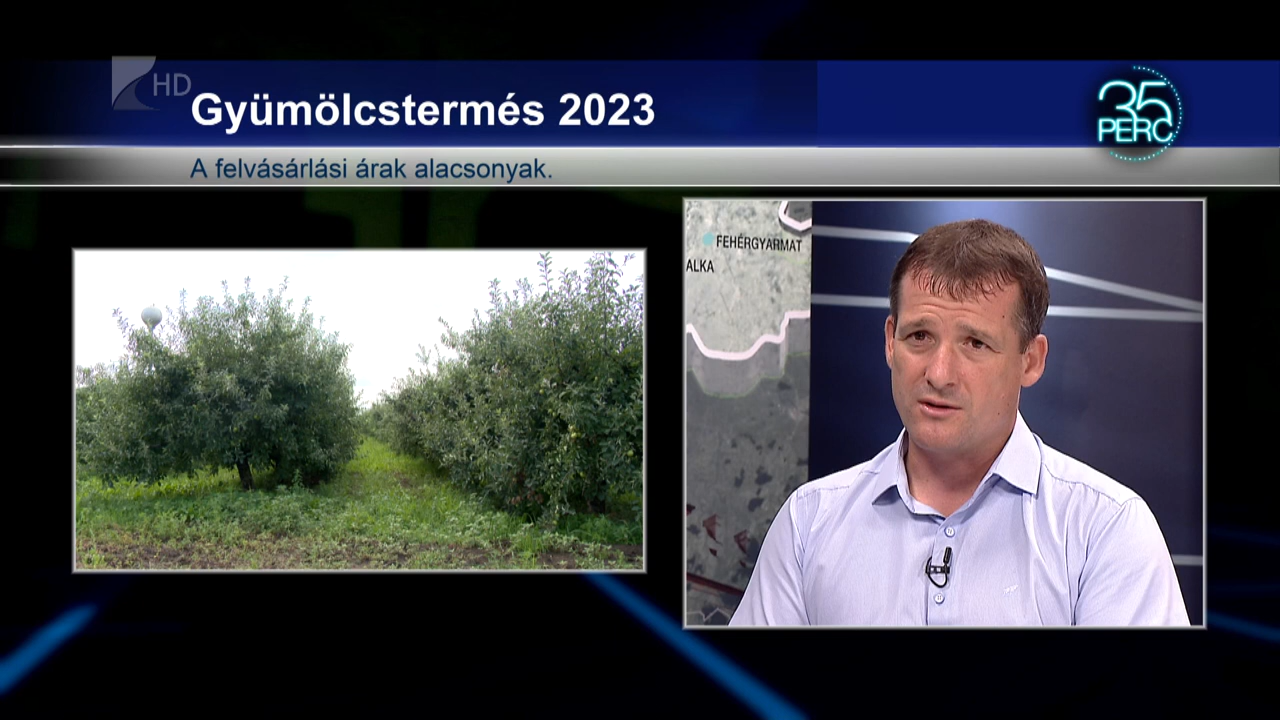 HD
Gyümölcstermés 2023
35
PERC
A felvásárlási árak alacsonyak.
FEHÉRGYARMAT
ALKA